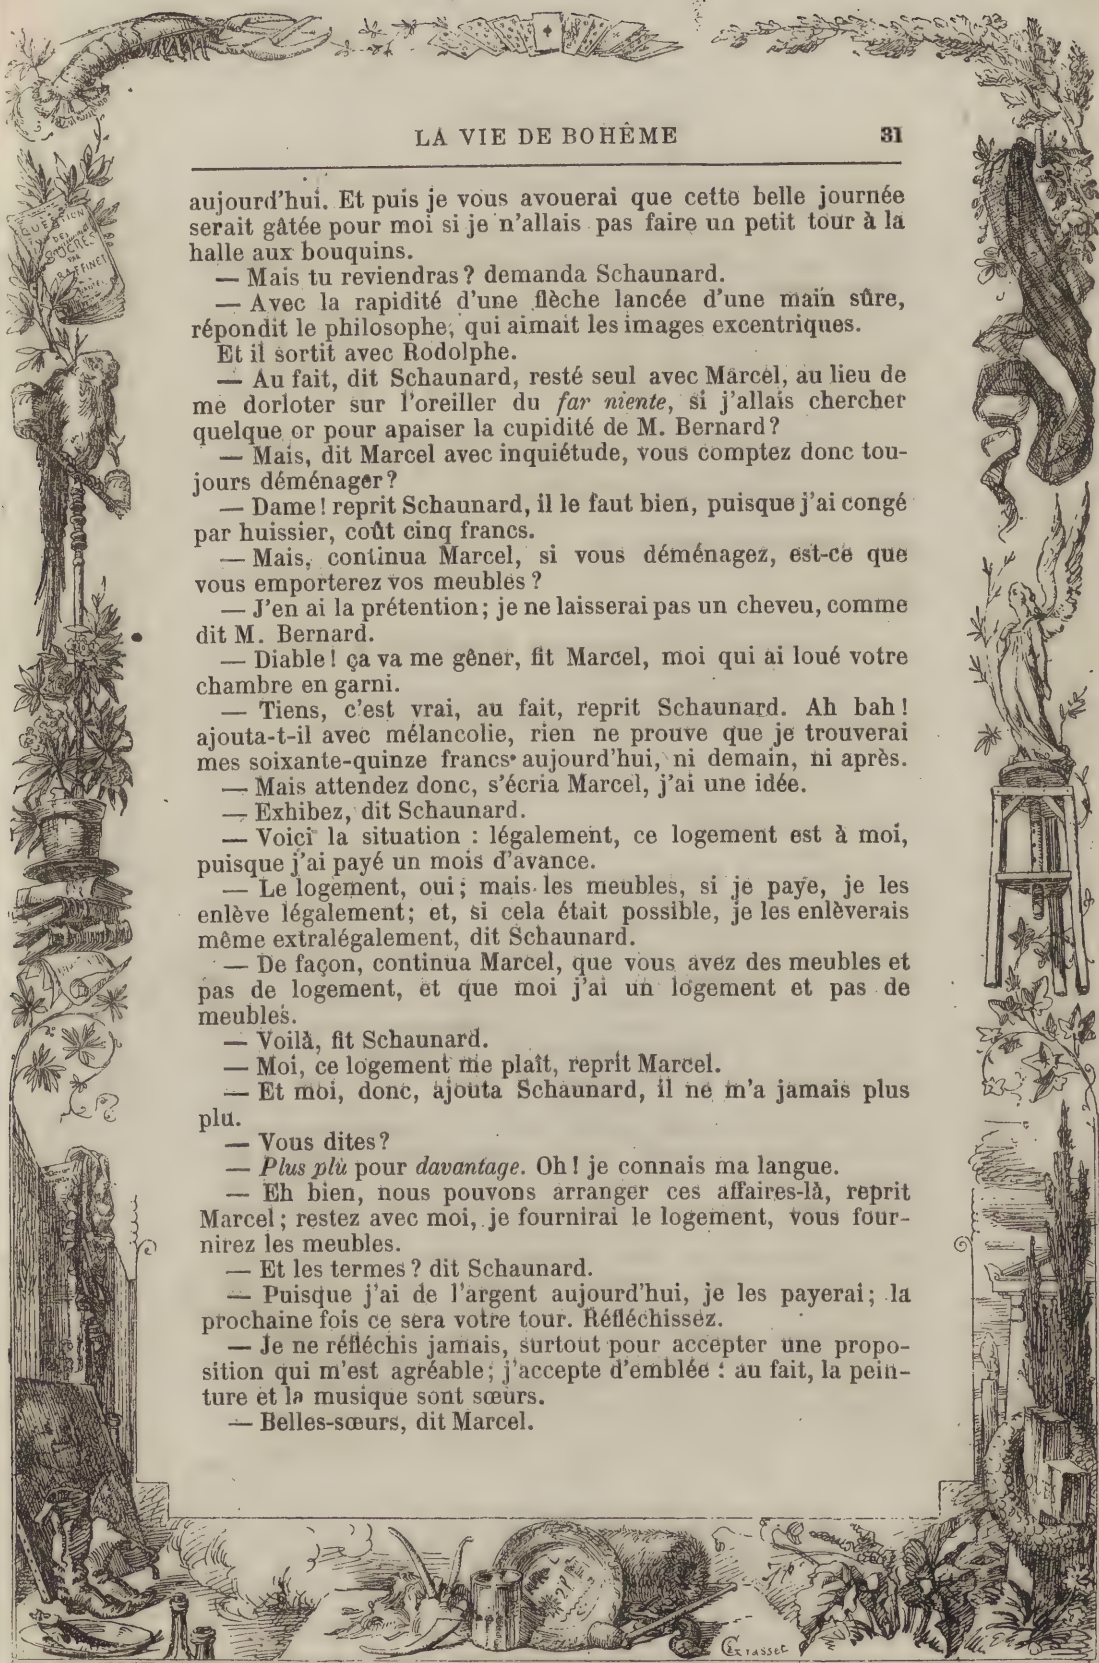 LA VIE DE BOHÊME 31
aujourd'hui. Et puis je vous avouerai que cette belle journée
serait gâtée pour moi si je n'allais pas faire un petit tour à la
halle aux bouquins.
— Mais tu reviendras ? demanda Schaunard.
— Avec la rapidité d'une flèche lancée d'une main sûre,
répondit le philosophe, qui aimait les images excentriques.
Et il sortit avec Rodolphe.
— Au fait, dit Schaunard, resté seul avec Marcel, au lieu de
me dorloter sur l'oreiller du far niente, si j'allais chercher
quelque or pour apaiser la cupidité de M. Bernard ?
— Mais, dit Marcel avec inquiétude, vous comptez donc tou-
jours déménager ?
— Dame ! reprit Schaunard, il le faut bien, puisque j'ai congé
par huissier, coût cinq francs.
— Mais, continua Marcel, si vous déménagez, est-ce que
vous emporterez vos meubles ?
— J'en ai la prétention ; je ne laisserai pas un cheveu, comme
dit M. Bernard.
— Diable ! ça va me gêner, fit Marcel, moi qui ai loué votre
chambre en garni.
— Tiens, c'est vrai, au fait, reprit Schaunard. Ah bah !
ajouta-t-il avec mélancolie, rien ne prouve que je trouverai
mes soixante-quinze francs aujourd'hui, ni demain, ni après.
— Mais attendez donc, s'écria Marcel, j'ai une idée.
— Exhibez, dit Schaunard.
— Voici la situation : légalement, ce logement est à moi,
puisque j'ai payé un mois d'avance.
— Le logement, oui ; mais les meubles, si je paye, je les
enlève légalement ; et, si cela était possible, je les enlèverais
même extralégalement, dit Schaunard.
— De façon, continua Marcel, que vous avez des meubles et
pas de logement, et que moi j'ai un logement et pas de
meubles.
— Voilà, fit Schaunard.
— Moi, ce logement me plaît, reprit Marcel.
— Et moi, donc, ajouta Schaunard, il ne m'a jamais plus
plu.
— Vous dites ?
— Plus plù pour davantage. Oh ! je connais ma langue.
— Eh bien, nous pouvons arranger ces affaires-là, reprit
Marcel ; restez avec moi, je fournirai le logement, vous four-
nirez les meubles.
— Et les termes ? dit Schaunard.
— Puisque j'ai de l'argent aujourd'hui, je les payerai ; la
prochaine fois ce sera votre tour. Réfléchissez.
— Je ne réfléchis jamais, surtout pour accepter une propo-
sition qui m'est agréable ; j'accepte d'emblée : au fait, la pein-
ture et la musique sont sœurs.
— Belles-sœurs, dit Marcel.
QUESTION
DES
SUCRES
PAR
RAFFINET
Grasset